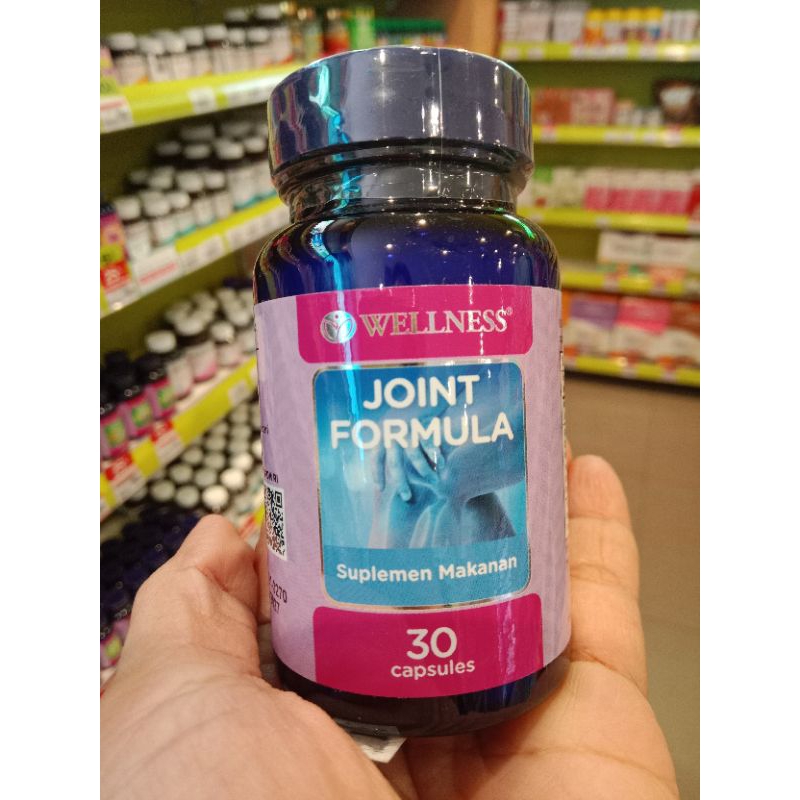 WELLNESS®
JOINT
FORMULA
Suplemen Makanan
30
capsules